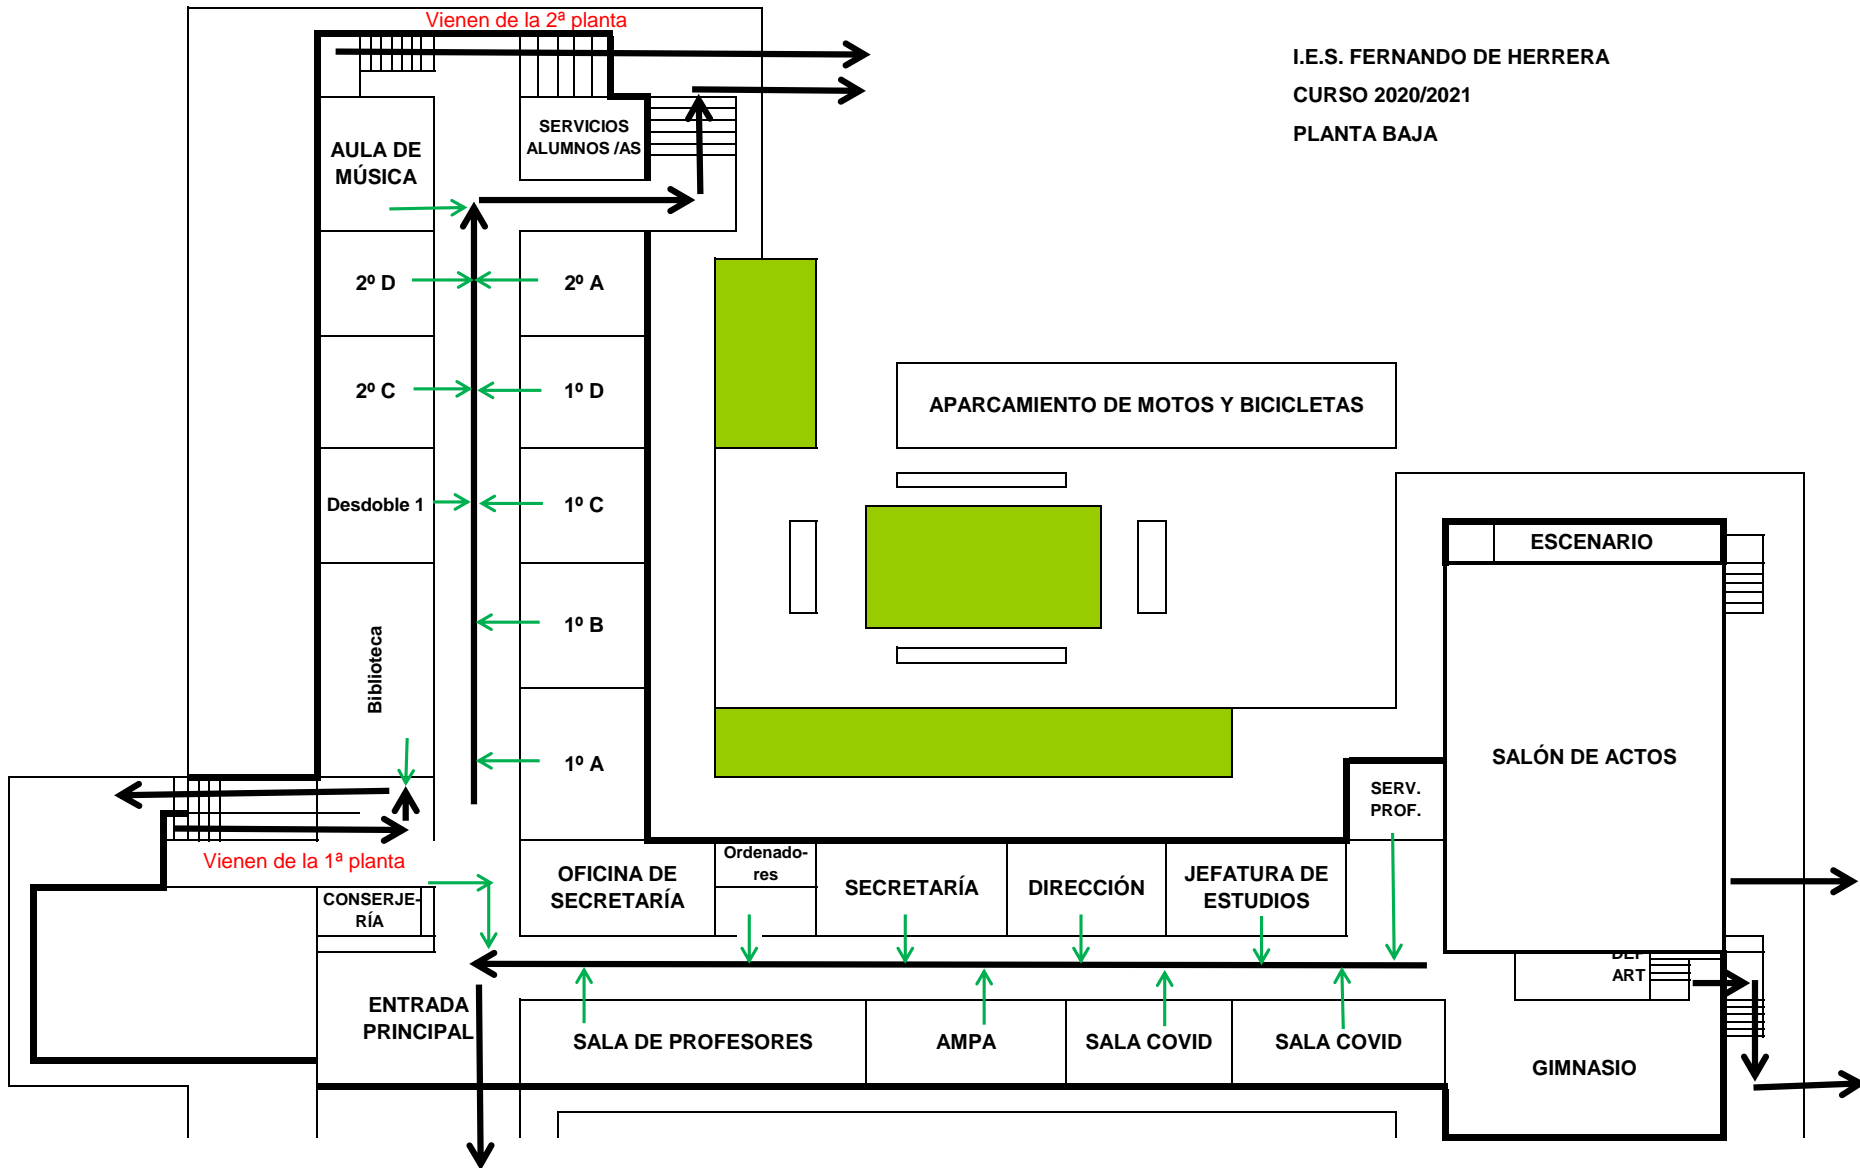 Vienen de la 2ª planta
I.E.S. FERNANDO DE HERRERA
CURSO 2020/2021
PLANTA BAJA
SERVICIOS
ALUMNOS /AS
AULA DE
MÚSICA
2º D
2º A
2º C
1º D
APARCAMIENTO DE MOTOS Y BICICLETAS
Desdoble 1
1º C
ESCENARIO
1º B
Biblioteca
1º A
SALÓN DE ACTOS
SERV.
PROF.
Vienen de la 1ª planta
CONSERJE-
RÍA
OFICINA DE
SECRETARÍA
Ordenado-
res
SECRETARÍA
DIRECCIÓN
JEFATURA DE
ESTUDIOS
DEP
ART
ENTRADA
PRINCIPAL
SALA DE PROFESORES
AMPA
SALA COVID
SALA COVID
GIMNASIO